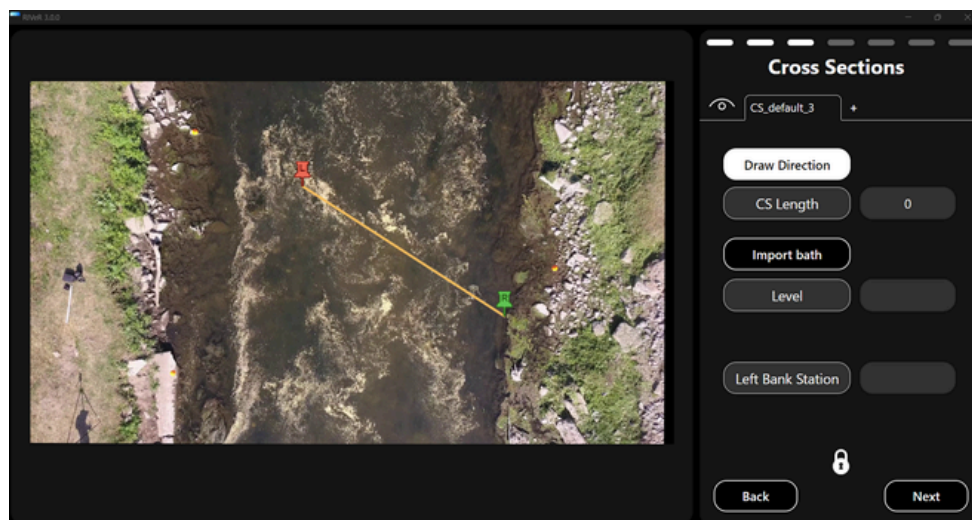 RIVeR 3.0.0
Cross Sections
CS_default_3 +
Draw Direction
CS Length 0
Import bath
Level
Left Bank Station
L
R
Back Next